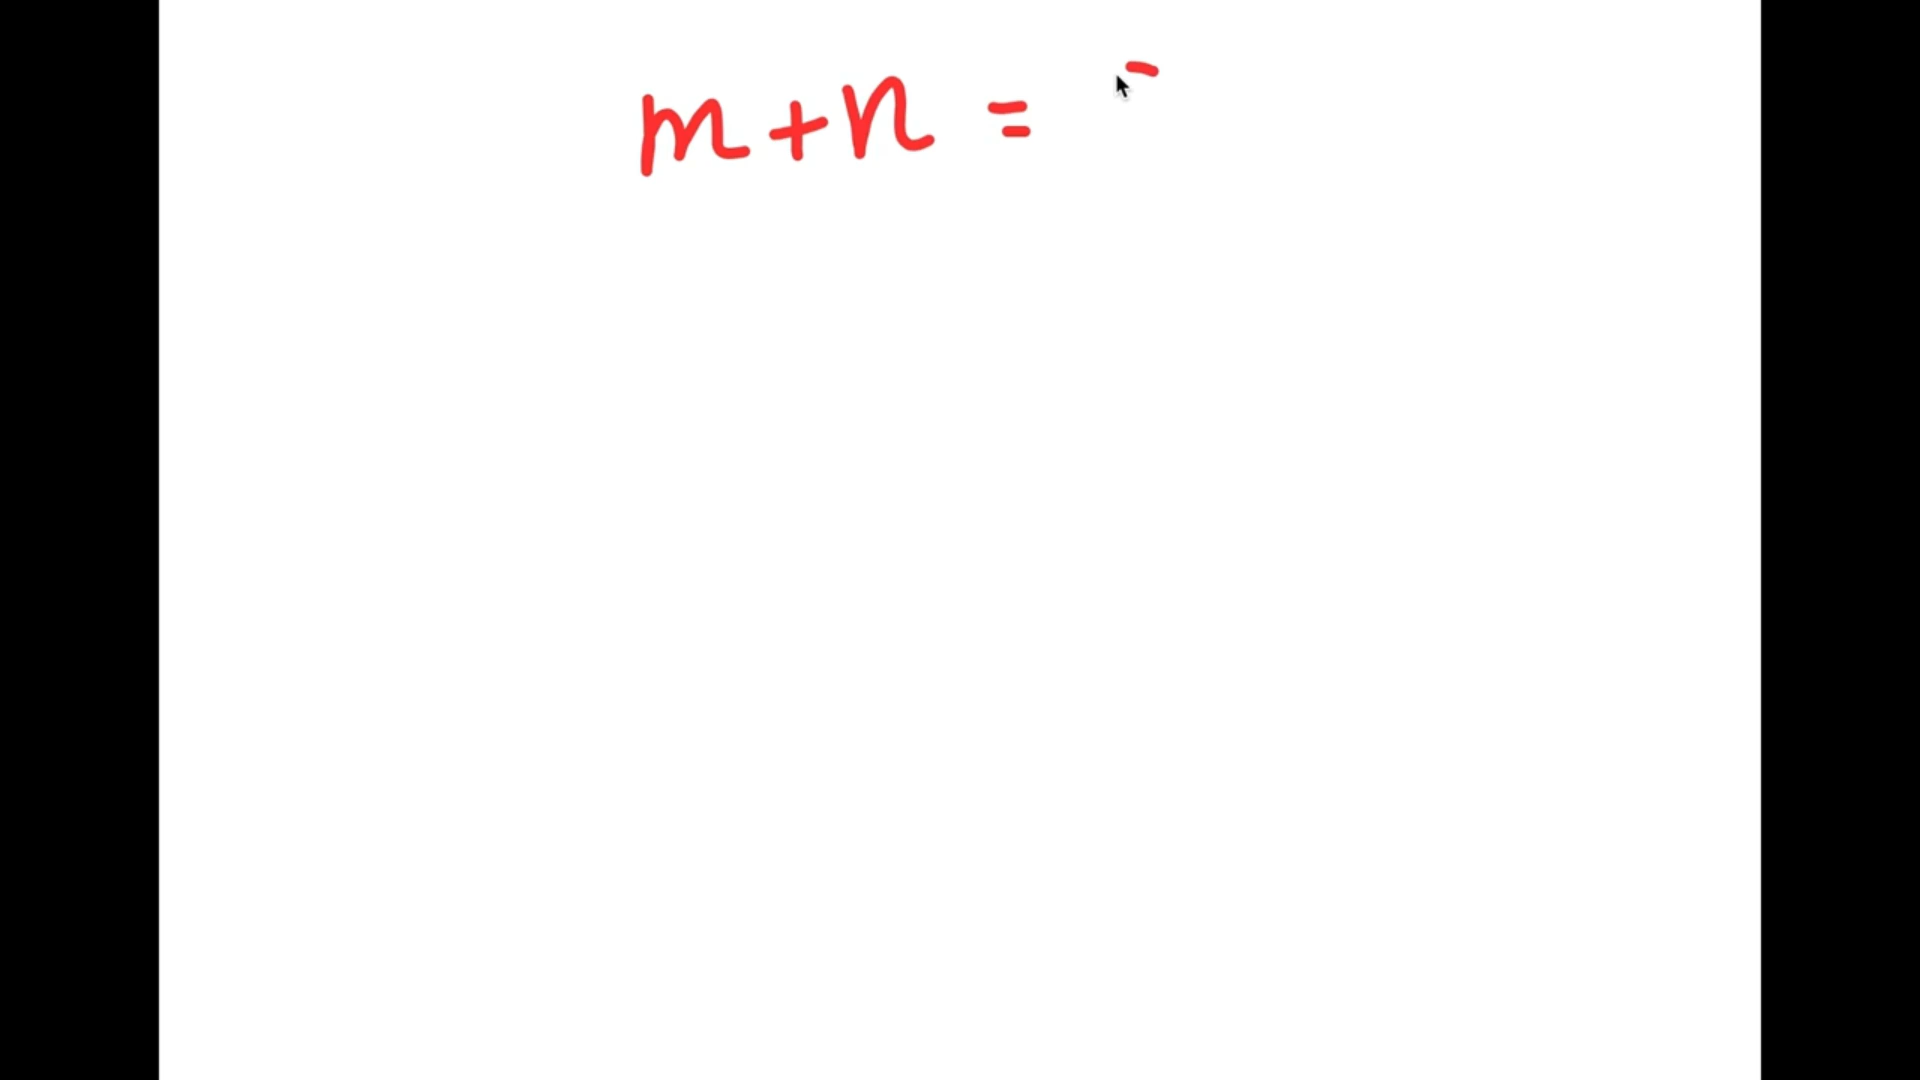 m+n =